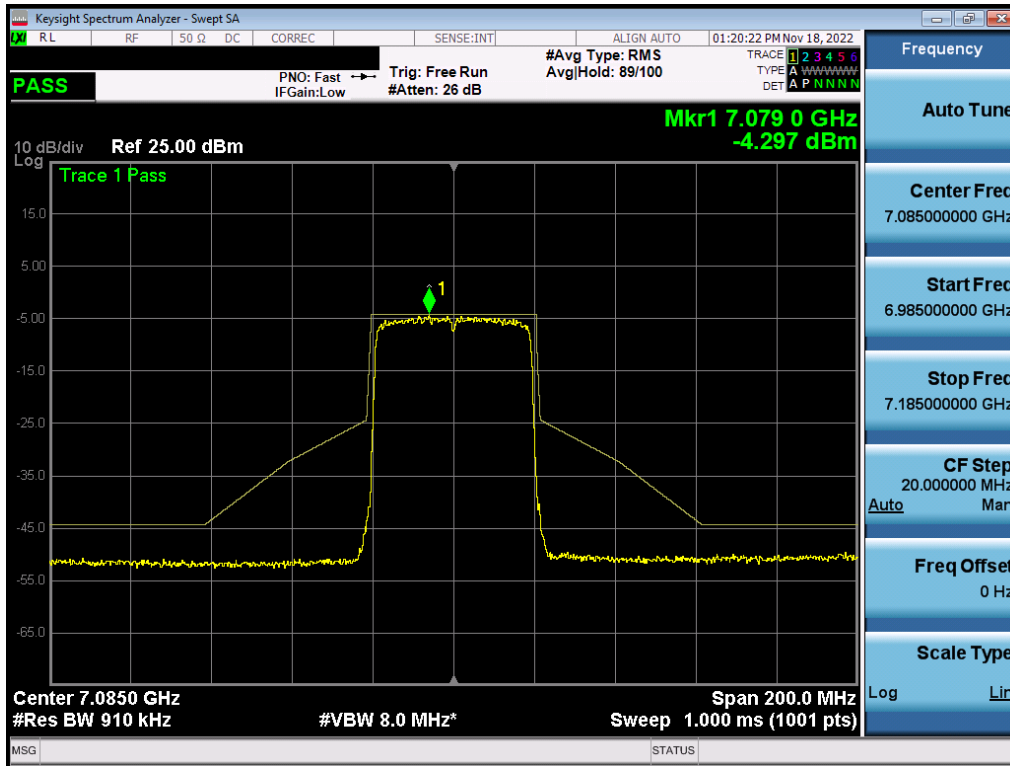 Keysight Spectrum Analyzer - Swept SA
LXI RL RF 50 Ω DC CORREC SENSE:INT ALIGN AUTO 01:20:22 PM Nov 18, 2022
PASS
PNO: Fast
IFGain:Low
Trig: Free Run
#Atten: 26 dB
#Avg Type: RMS
Avg|Hold: 89/100
TRACE 1 2 3 4 5 6
TYPE A WWWWW
DET A P N N N N
Mkr1 7.079 0 GHz
-4.297 dBm
10 dB/div Ref 25.00 dBm
Log
Trace 1 Pass
15.0
5.00
-5.00
-15.0
-25.0
-35.0
-45.0
-55.0
-65.0
1
Center 7.0850 GHz Span 200.0 MHz
#Res BW 910 kHz #VBW 8.0 MHz* Sweep 1.000 ms (1001 pts)
MSG STATUS
Frequency
Auto Tune
Center Freq
7.085000000 GHz
Start Freq
6.985000000 GHz
Stop Freq
7.185000000 GHz
CF Step
20.000000 MHz
Auto Man
Freq Offset
0 Hz
Scale Type
Log Lin